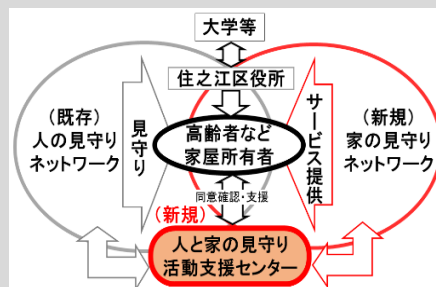 大学等
住之江区役所
(既存)
人の見守り
ネットワーク
見守り
高齢者など
家屋所有者
サービス提供
(新規)
家の見守り
ネットワーク
同意確認・支援
(新規)
人と家の見守り
活動支援センター